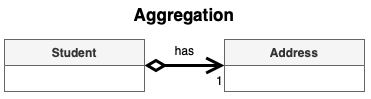 Aggregation
Student
has
Address
1